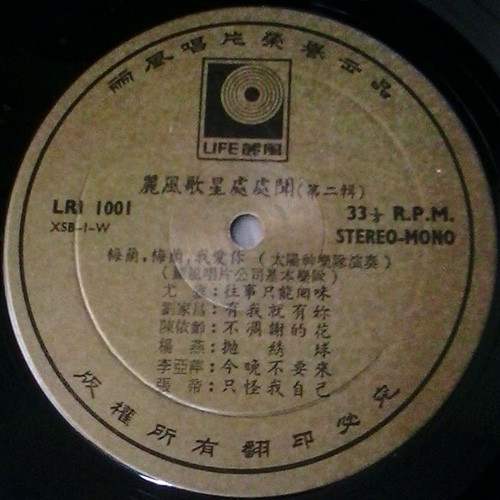 麗風唱片榮譽出品
LIFE麗風
麗風歌星處處聞(第二輯)
LRI 1001
XSB-1-W
33⅓ R.P.M.
STEREO-MONO
梅蘭,梅蘭,我愛你(太陽神樂隊演奏)
(麗風唱片公司基本樂隊)
尤雅:往事只能回味
劉家昌:有我就有妳
陳依齡:不凋謝的花
楊燕:拋綉球
李亞萍:今晚不要來
張帝:只怪我自己
版權所有翻印必究